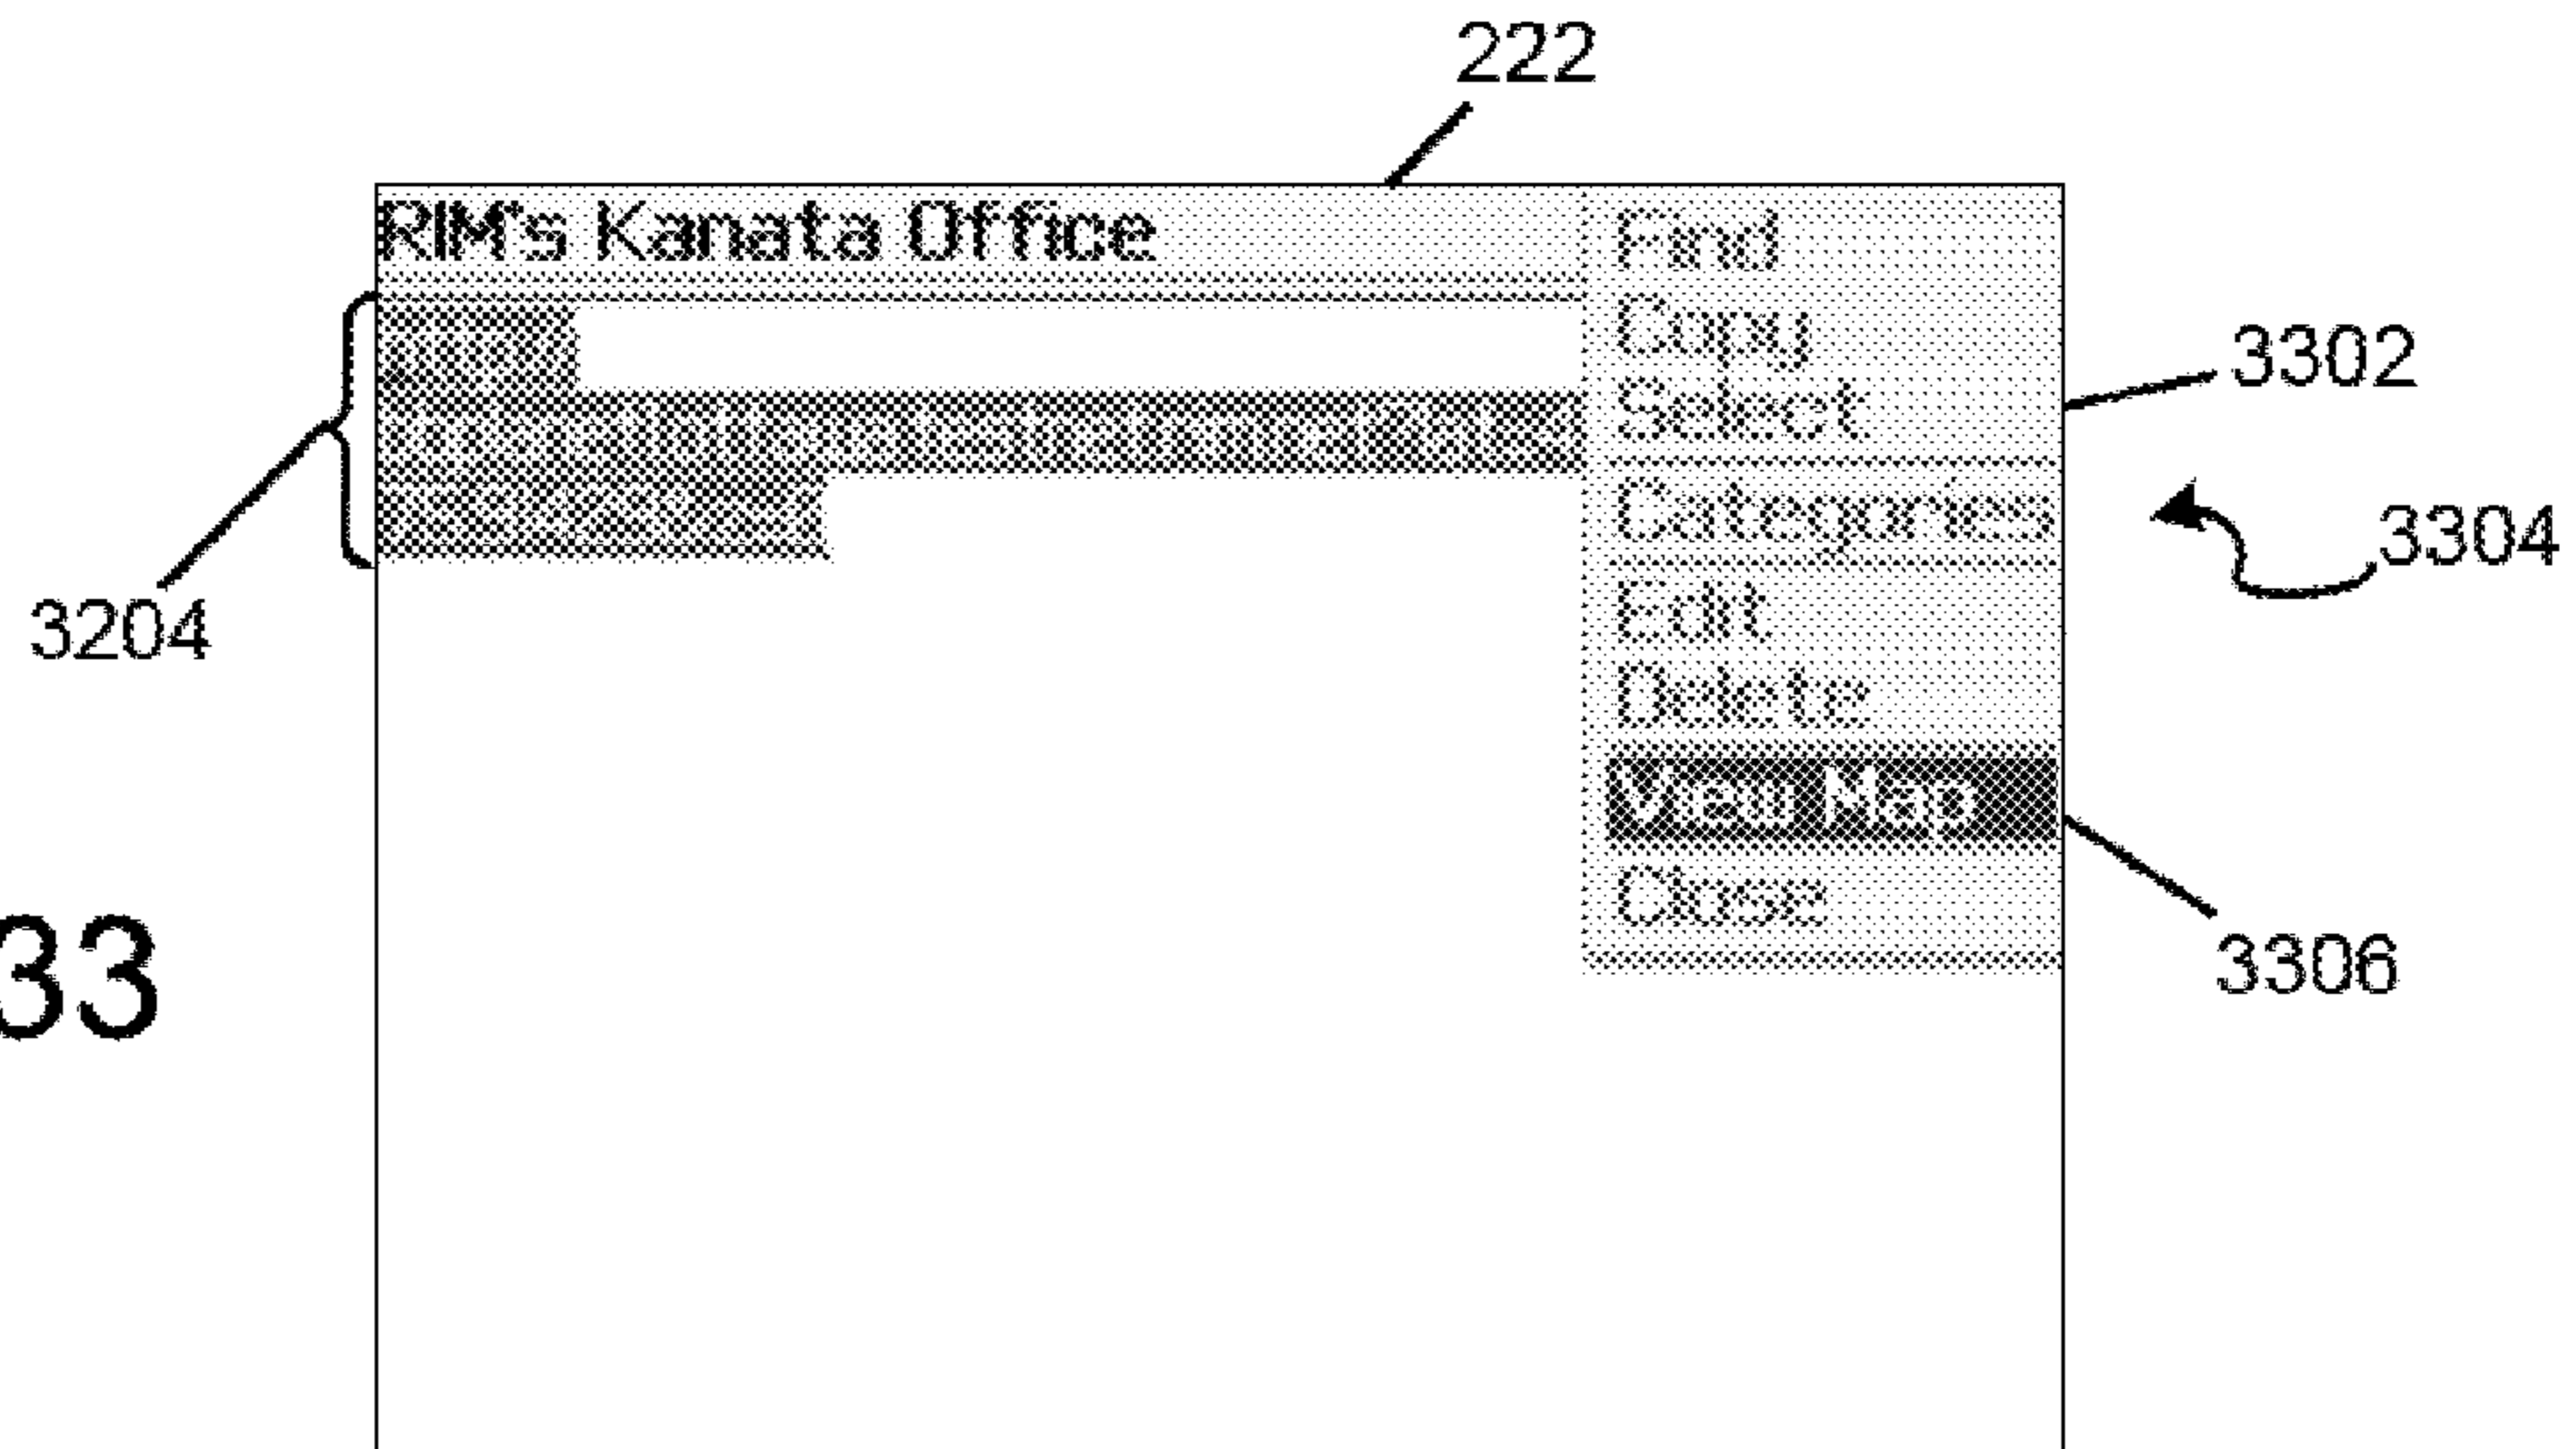 222
RIM's Kanata Office
Find
Copy
Select
Categories
Edit
Delete
View Map
Close
3302
3304
3306
3204
33